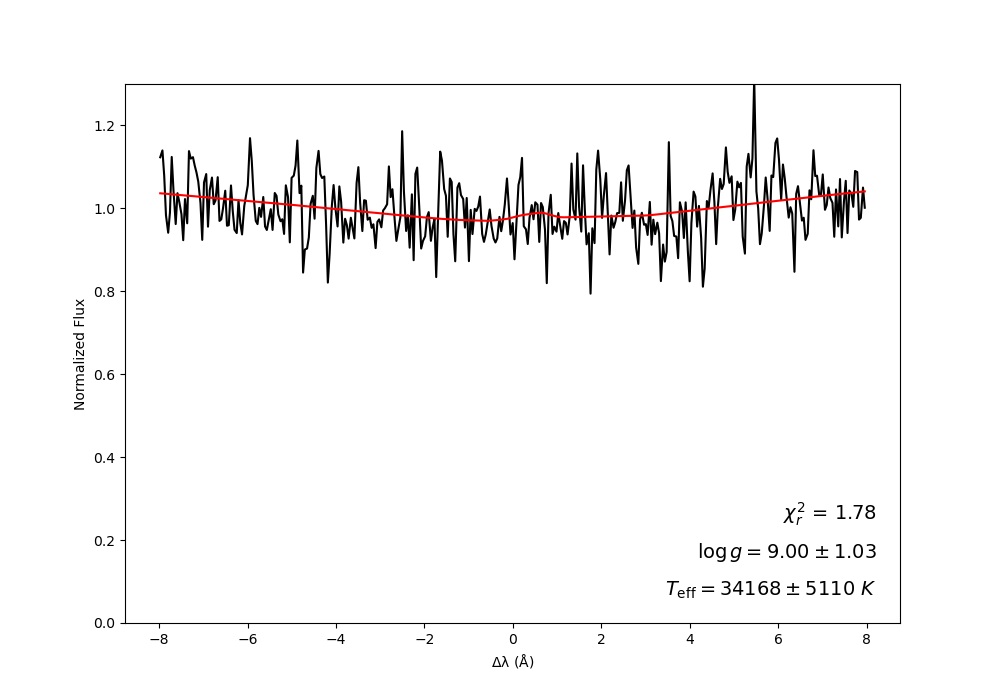 1.2
1.0
0.8
0.6
0.4
0.2
0.0
Normalized Flux
χ²ᵣ = 1.78
log g = 9.00 ± 1.03
T_eff = 34168 ± 5110 K
−8 −6 −4 −2 0 2 4 6 8
Δλ (Å)